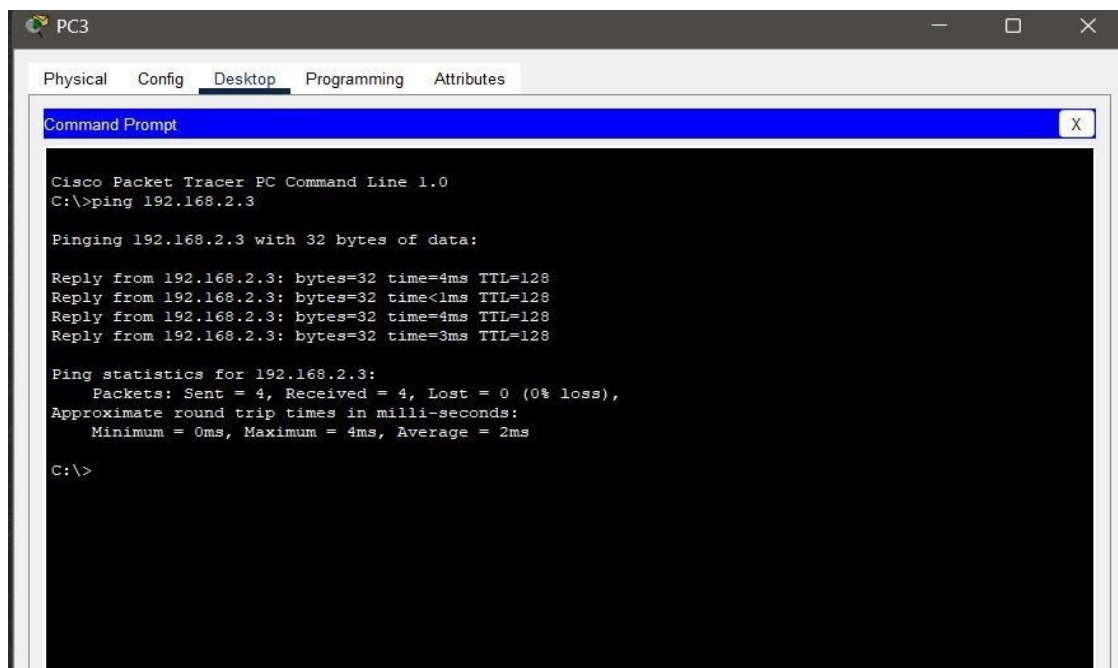 PC3
Physical Config Desktop Programming Attributes
Command Prompt X
Cisco Packet Tracer PC Command Line 1.0
C:\>ping 192.168.2.3
Pinging 192.168.2.3 with 32 bytes of data:
Reply from 192.168.2.3: bytes=32 time=4ms TTL=128
Reply from 192.168.2.3: bytes=32 time<1ms TTL=128
Reply from 192.168.2.3: bytes=32 time=4ms TTL=128
Reply from 192.168.2.3: bytes=32 time=3ms TTL=128
Ping statistics for 192.168.2.3:
Packets: Sent = 4, Received = 4, Lost = 0 (0% loss),
Approximate round trip times in milli-seconds:
Minimum = 0ms, Maximum = 4ms, Average = 2ms
C:\>